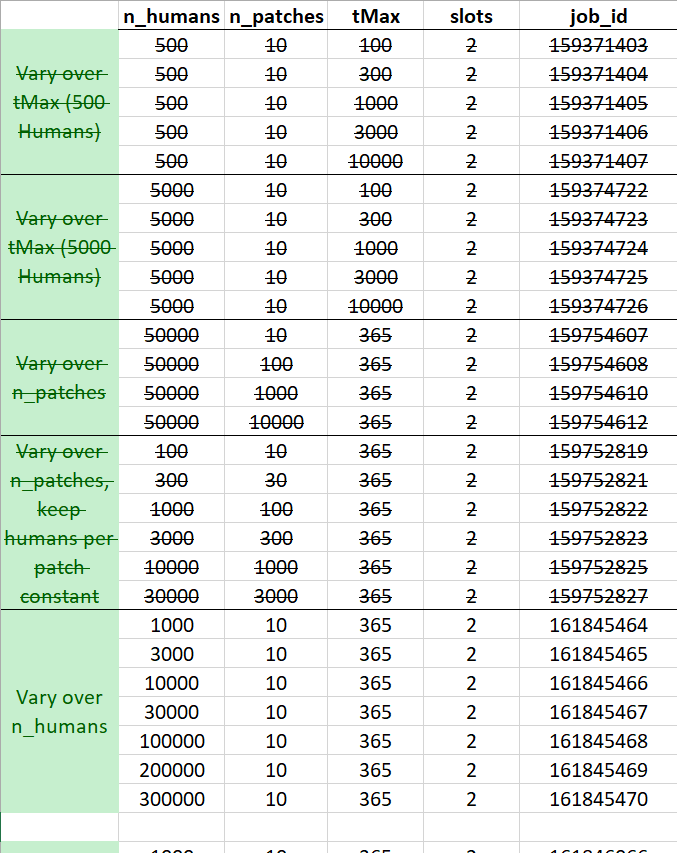 n_humans n_patches tMax slots job_id
Vary over tMax (500 Humans)
500 10 100 2 159371403
500 10 300 2 159371404
500 10 1000 2 159371405
500 10 3000 2 159371406
500 10 10000 2 159371407
Vary over tMax (5000 Humans)
5000 10 100 2 159374722
5000 10 300 2 159374723
5000 10 1000 2 159374724
5000 10 3000 2 159374725
5000 10 10000 2 159374726
Vary over n_patches
50000 10 365 2 159754607
50000 100 365 2 159754608
50000 1000 365 2 159754610
50000 10000 365 2 159754612
Vary over n_patches, keep humans per patch constant
100 10 365 2 159752819
300 30 365 2 159752821
1000 100 365 2 159752822
3000 300 365 2 159752823
10000 1000 365 2 159752825
30000 3000 365 2 159752827
Vary over n_humans
1000 10 365 2 161845464
3000 10 365 2 161845465
10000 10 365 2 161845466
30000 10 365 2 161845467
100000 10 365 2 161845468
200000 10 365 2 161845469
300000 10 365 2 161845470